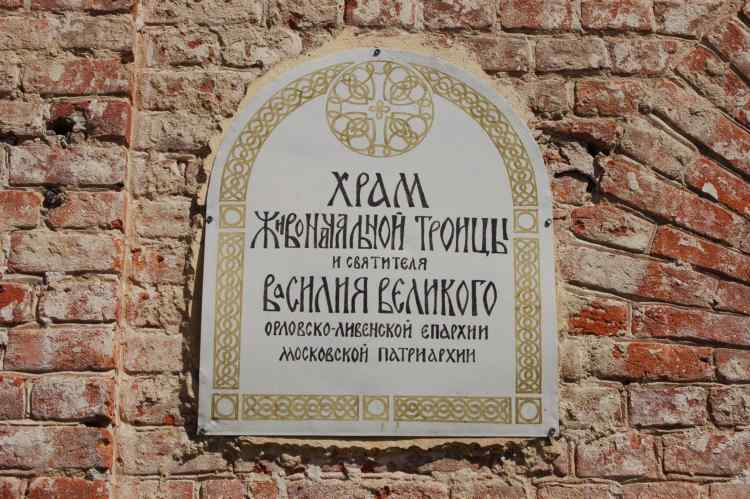 ХРАМ
ЖИВОНАЧАЛЬНОЙ ТРОИЦЫ
И СВЯТИТЕЛЯ
ВАСИЛИЯ ВЕЛИКОГО
ОРЛОВСКО-ЛИВЕНСКОЙ ЕПАРХИИ
МОСКОВСКОЙ ПАТРИАРХИИ